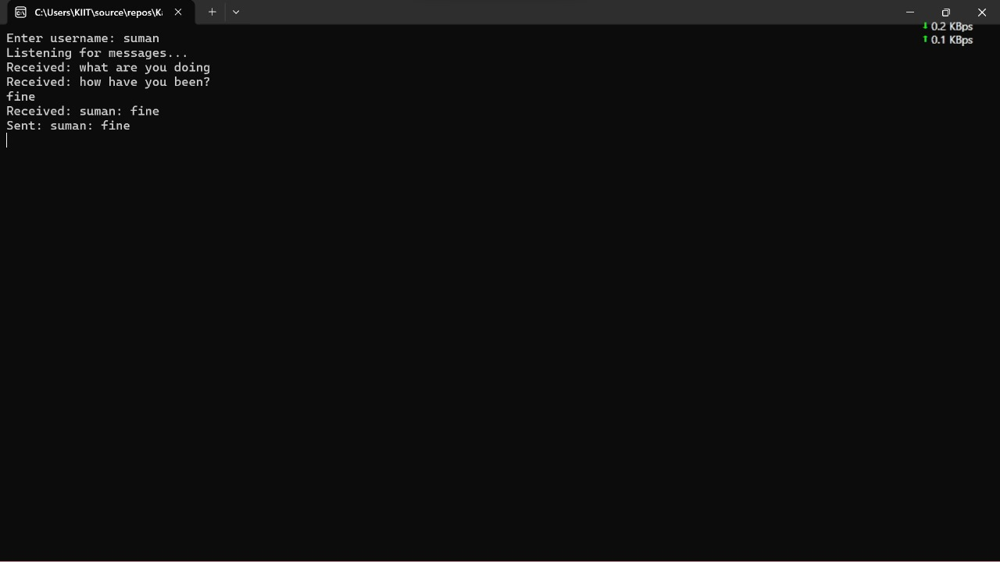 C:\Users\KIIT\source\repos\K
0.2 KBps
0.1 KBps
Enter username: suman
Listening for messages...
Received: what are you doing
Received: how have you been?
fine
Received: suman: fine
Sent: suman: fine